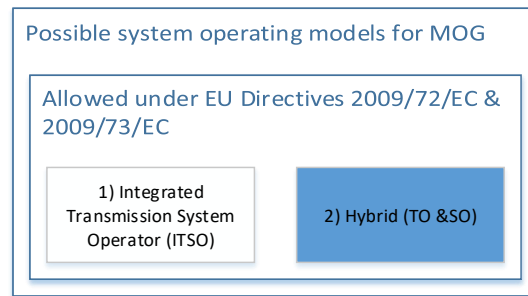 Possible system operating models for MOG
Allowed under EU Directives 2009/72/EC &
2009/73/EC
1) Integrated
Transmission System
Operator (ITSO)
2) Hybrid (TO &SO)